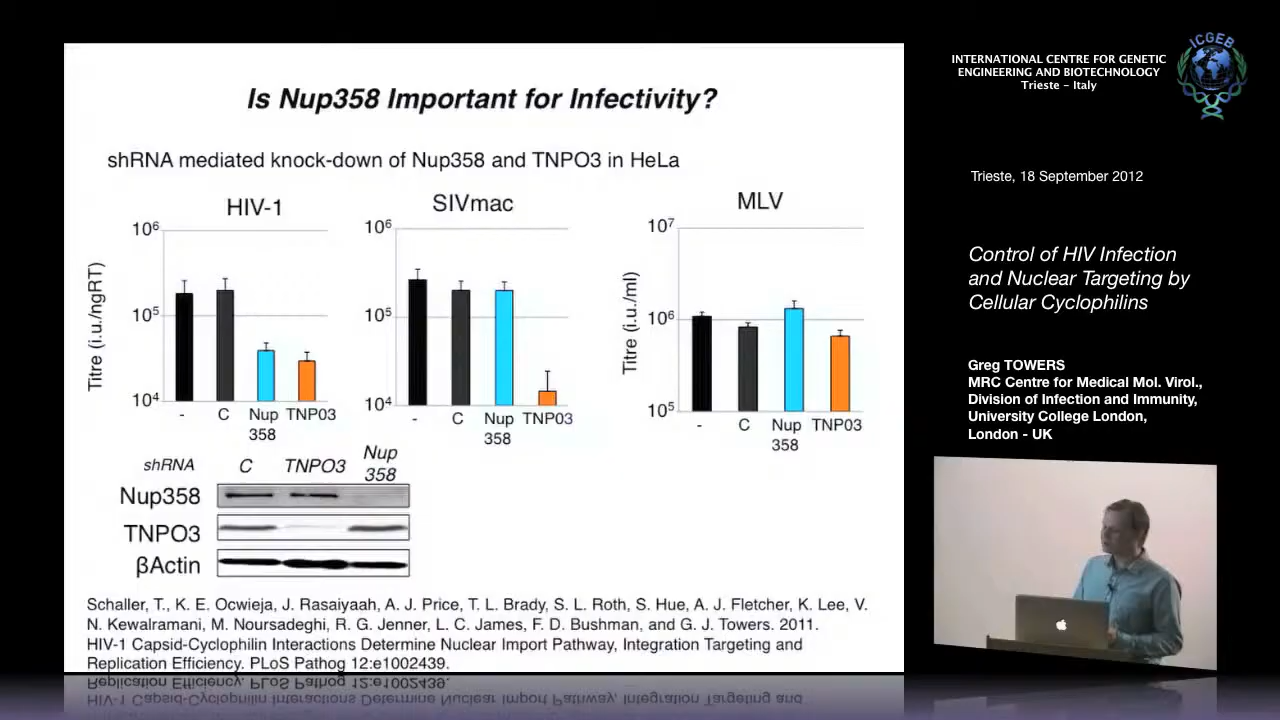 Is Nup358 Important for Infectivity?
shRNA mediated knock-down of Nup358 and TNPO3 in HeLa
HIV-1
SIVmac
MLV
Titre (i.u./ngRT)
10⁶
10⁵
10⁴
-
C
Nup
358
TNP03
10⁶
10⁵
10⁴
-
C
Nup
358
TNP03
Titre (i.u./ml)
10⁷
10⁶
10⁵
-
C
Nup
358
TNP03
shRNA
C
TNPO3
Nup
358
Nup358
TNPO3
βActin
Schaller, T., K. E. Ocwieja, J. Rasaiyaah, A. J. Price, T. L. Brady, S. L. Roth, S. Hue, A. J. Fletcher, K. Lee, V.
N. Kewalramani, M. Noursadeghi, R. G. Jenner, L. C. James, F. D. Bushman, and G. J. Towers. 2011.
HIV-1 Capsid-Cyclophilin Interactions Determine Nuclear Import Pathway, Integration Targeting and
Replication Efficiency. PLoS Pathog 12:e1002439.
INTERNATIONAL CENTRE FOR GENETIC
ENGINEERING AND BIOTECHNOLOGY
Trieste - Italy
ICGEB
Trieste, 18 September 2012
Control of HIV Infection
and Nuclear Targeting by
Cellular Cyclophilins
Greg TOWERS
MRC Centre for Medical Mol. Virol.,
Division of Infection and Immunity,
University College London,
London - UK